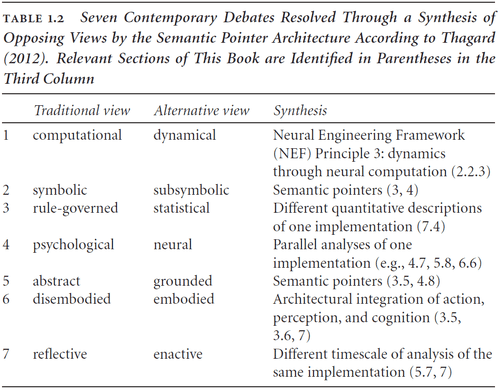 TABLE 1.2 Seven Contemporary Debates Resolved Through a Synthesis of
Opposing Views by the Semantic Pointer Architecture According to Thagard
(2012). Relevant Sections of This Book are Identified in Parentheses in the
Third Column
Traditional view Alternative view Synthesis
1 computational dynamical Neural Engineering Framework
(NEF) Principle 3: dynamics
through neural computation (2.2.3)
2 symbolic subsymbolic Semantic pointers (3, 4)
3 rule-governed statistical Different quantitative descriptions
of one implementation (7.4)
4 psychological neural Parallel analyses of one
implementation (e.g., 4.7, 5.8, 6.6)
5 abstract grounded Semantic pointers (3.5, 4.8)
6 disembodied embodied Architectural integration of action,
perception, and cognition (3.5,
3.6, 7)
7 reflective enactive Different timescale of analysis of the
same implementation (5.7, 7)